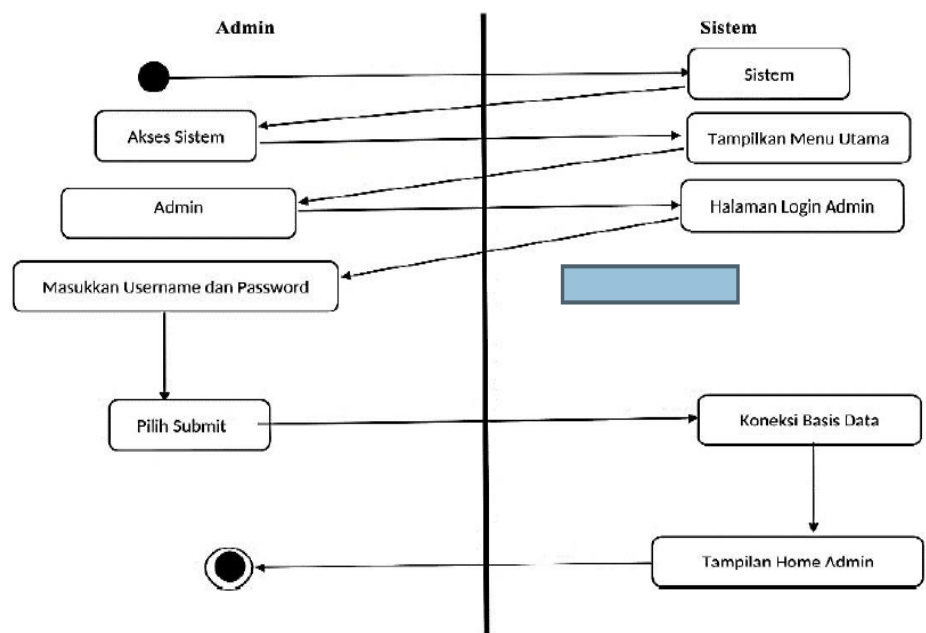 Admin
Sistem
Sistem
Akses Sistem
Tampilkan Menu Utama
Admin
Halaman Login Admin
Masukkan Username dan Password
Pilih Submit
Koneksi Basis Data
Tampilan Home Admin